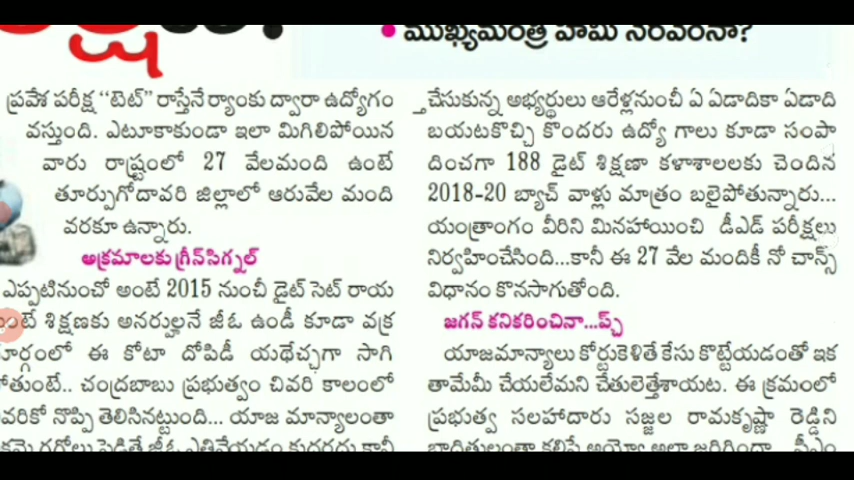 ముఖ్యమంత్రి హామీ నెరవేరేనా?
ప్రవేశ పరీక్ష “టెట్” రాస్తేనే ర్యాంకు ద్వారా ఉద్యోగం
వస్తుంది. ఎటూకాకుండా ఇలా మిగిలిపోయిన
వారు రాష్ట్రంలో 27 వేలమంది ఉంటే
తూర్పుగోదావరి జిల్లాలో ఆరువేల మంది
వరకూ ఉన్నారు.
అక్రమాలకు గ్రీన్‌సిగ్నల్
ఎప్పటినుంచో అంటే 2015 నుంచీ డైట్ సెట్ రాయ
శిక్షణకు అనర్హులనే జీఓ ఉండీ కూడా వక్ర
ఈ కోటా దోపిడీ యథేచ్ఛగా సాగి
చంద్రబాబు ప్రభుత్వం చివరి కాలంలో
నొప్పి తెలిసినట్టుంది... యాజ మాన్యాలంతా
చేసుకున్న అభ్యర్థులు ఆరేళ్లనుంచీ ఏ ఏడాదికా ఏడాది
బయటకొచ్చి కొందరు ఉద్యో గాలు కూడా సంపా
దించగా 188 డైట్ శిక్షణా కళాశాలలకు చెందిన
2018-20 బ్యాచ్ వాళ్లు మాత్రం బలైపోతున్నారు...
యంత్రాంగం వీరిని మినహాయించి డీఎడ్ పరీక్షలు
నిర్వహించేసింది...కానీ ఈ 27 వేల మందికీ నో చాన్స్
విధానం కొనసాగుతోంది.
జగన్ కనికరించినా...ప్చ్
యాజమాన్యాలు కోర్టుకెళితే కేసు కొట్టేయడంతో ఇక
తామేమీ చేయలేమని చేతులెత్తేశాయట. ఈ క్రమంలో
ప్రభుత్వ సలహాదారు సజ్జల రామకృష్ణా రెడ్డిని